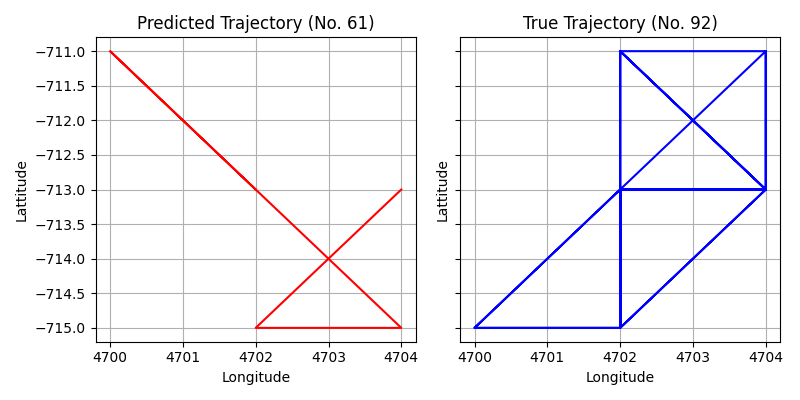 Predicted Trajectory (No. 61)
True Trajectory (No. 92)
−711.0
−711.5
−712.0
−712.5
−713.0
−713.5
−714.0
−714.5
−715.0
Lattitude
Lattitude
4700 4701 4702 4703 4704
4700 4701 4702 4703 4704
Longitude
Longitude